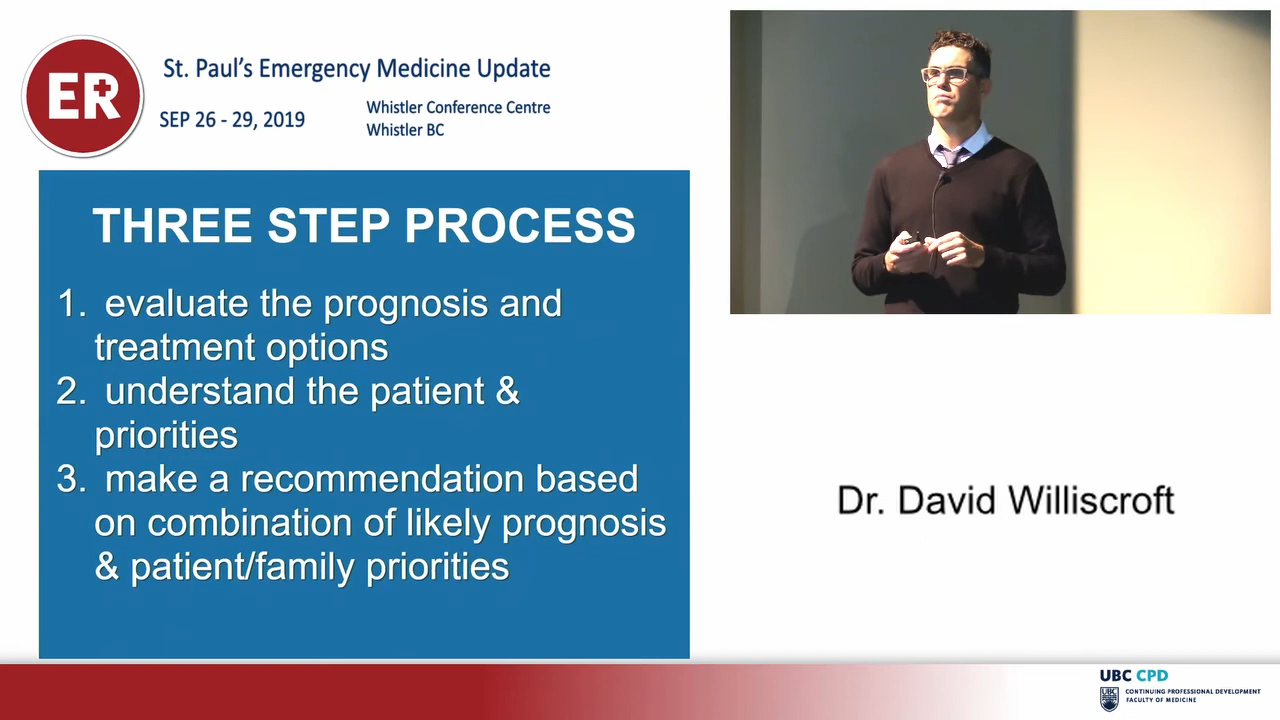 ER
St. Paul's Emergency Medicine Update
SEP 26 - 29, 2019
Whistler Conference Centre
Whistler BC
THREE STEP PROCESS
1. evaluate the prognosis and
treatment options
2. understand the patient &
priorities
3. make a recommendation based
on combination of likely prognosis
& patient/family priorities
Dr. David Williscroft
UBC CPD
CONTINUING PROFESSIONAL DEVELOPMENT
FACULTY OF MEDICINE